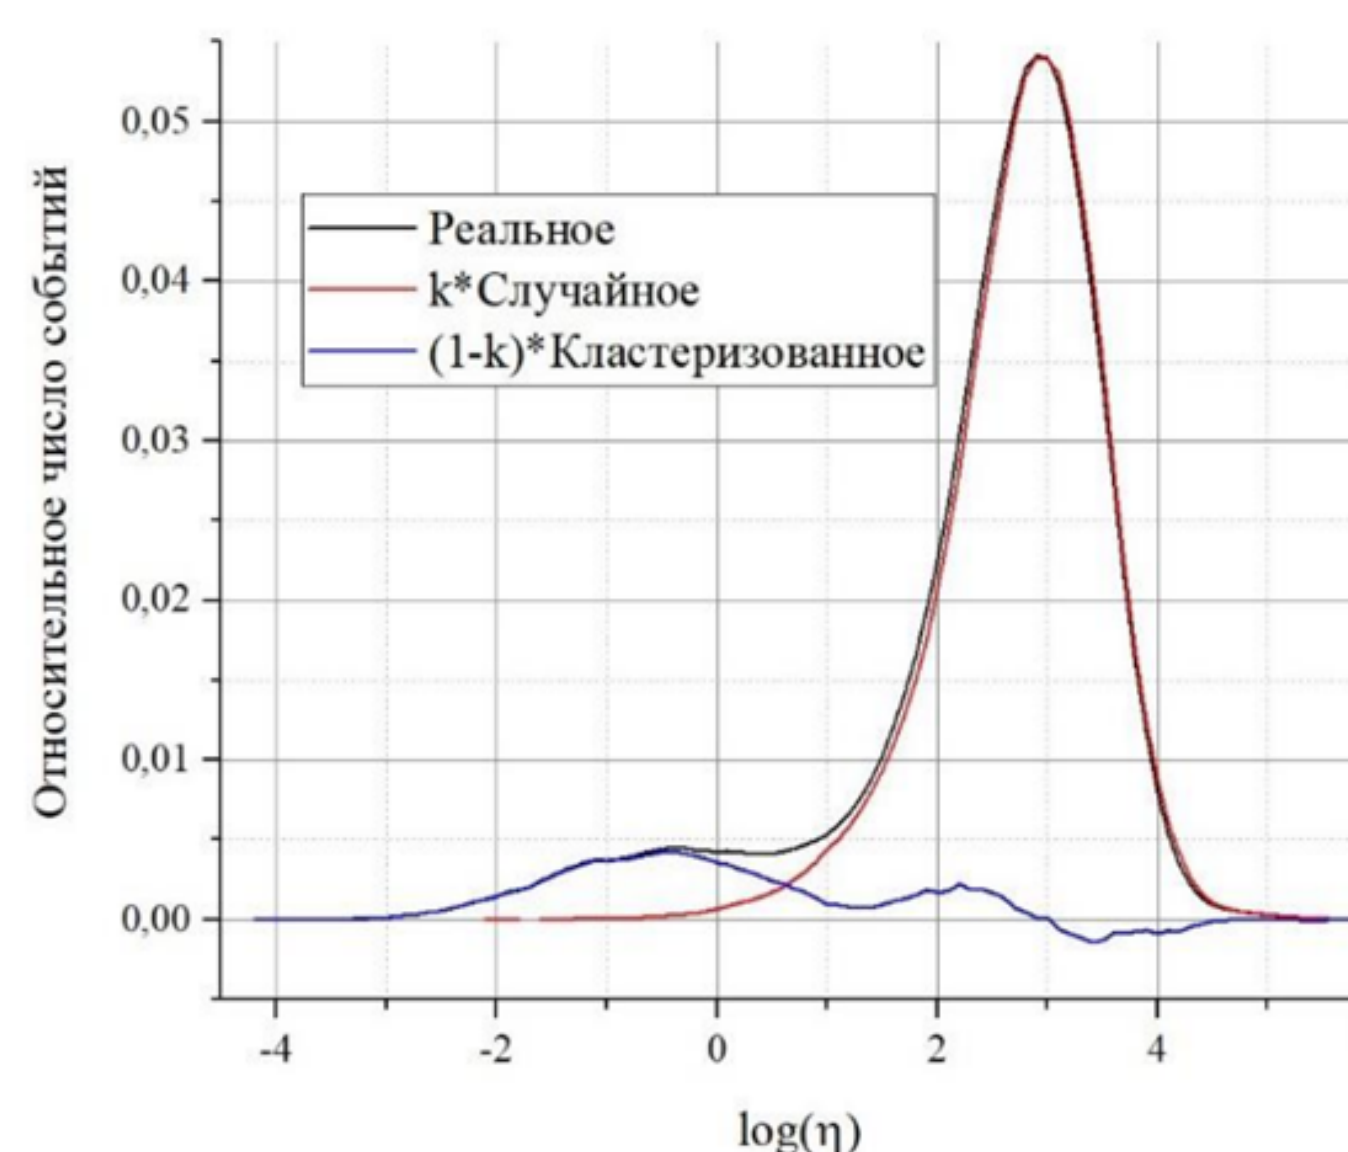 Относительное число событий
0,05
0,04
0,03
0,02
0,01
0,00
Реальное
k*Случайное
(1-k)*Кластеризованное
-4 -2 0 2 4
log(η)